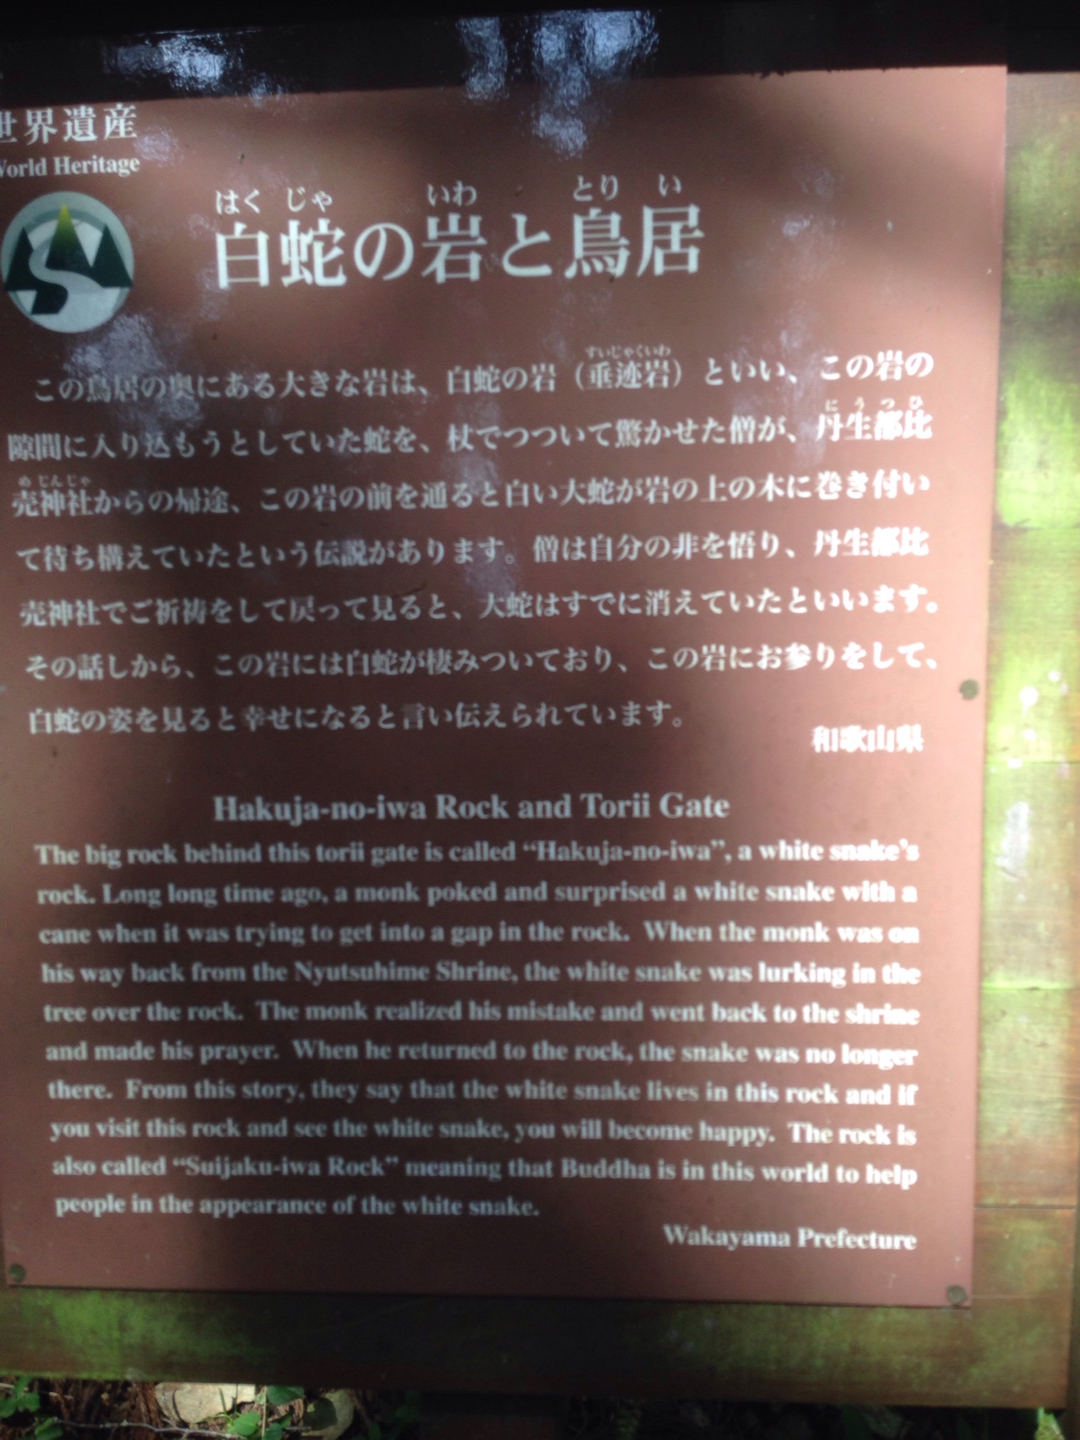 世界遺産
World Heritage
はく じゃ いわ とり い
白蛇の岩と鳥居
すいじゃくいわ
この鳥居の奥にある大きな岩は、白蛇の岩（垂迹岩）といい、この岩の
にうつひ
隙間に入り込もうとしていた蛇を、杖でつついて驚かせた僧が、丹生都比
めじんじゃ
売神社からの帰途、この岩の前を通ると白い大蛇が岩の上の木に巻き付い
て待ち構えていたという伝説があります。僧は自分の非を悟り、丹生都比
売神社でご祈祷をして戻って見ると、大蛇はすでに消えていたといいます。
その話しから、この岩には白蛇が棲みついており、この岩にお参りをして、
白蛇の姿を見ると幸せになると言い伝えられています。
和歌山県
Hakuja-no-iwa Rock and Torii Gate
The big rock behind this torii gate is called “Hakuja-no-iwa”, a white snake’s
rock. Long long time ago, a monk poked and surprised a white snake with a
cane when it was trying to get into a gap in the rock. When the monk was on
his way back from the Nyutsuhime Shrine, the white snake was lurking in the
tree over the rock. The monk realized his mistake and went back to the shrine
and made his prayer. When he returned to the rock, the snake was no longer
there. From this story, they say that the white snake lives in this rock and if
you visit this rock and see the white snake, you will become happy. The rock is
also called “Suijaku-iwa Rock” meaning that Buddha is in this world to help
people in the appearance of the white snake.
Wakayama Prefecture